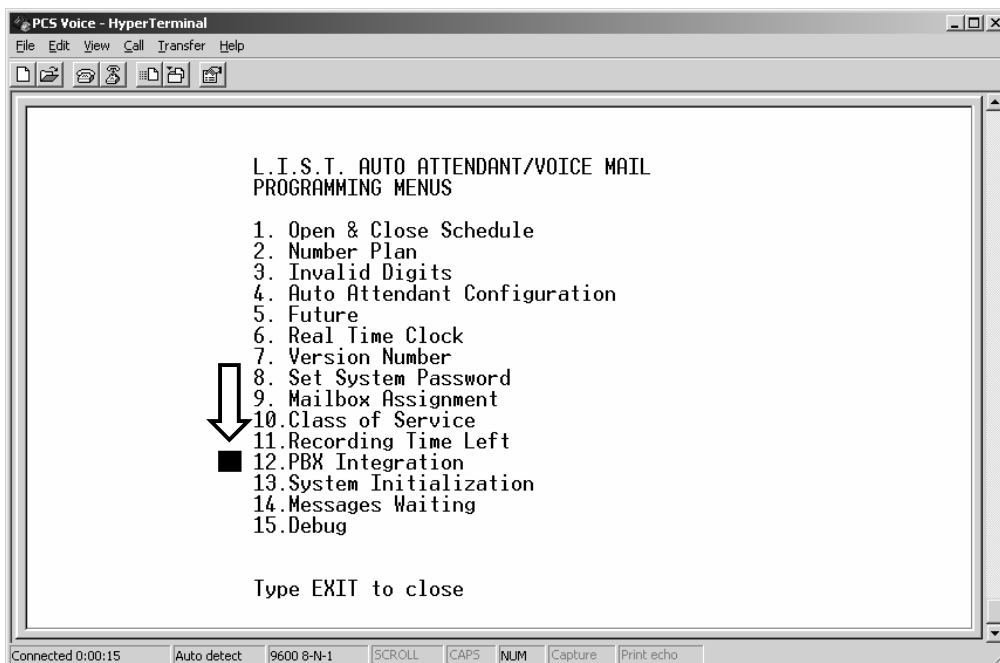 PCS Voice - HyperTerminal
File Edit View Call Transfer Help
L.I.S.T. AUTO ATTENDANT/VOICE MAIL
PROGRAMMING MENUS
1. Open & Close Schedule
2. Number Plan
3. Invalid Digits
4. Auto Attendant Configuration
5. Future
6. Real Time Clock
7. Version Number
8. Set System Password
9. Mailbox Assignment
10.Class of Service
11.Recording Time Left
12.PBX Integration
13.System Initialization
14.Messages Waiting
15.Debug
Type EXIT to close
Connected 0:00:15 Auto detect 9600 8-N-1 SCROLL CAPS NUM Capture Print echo